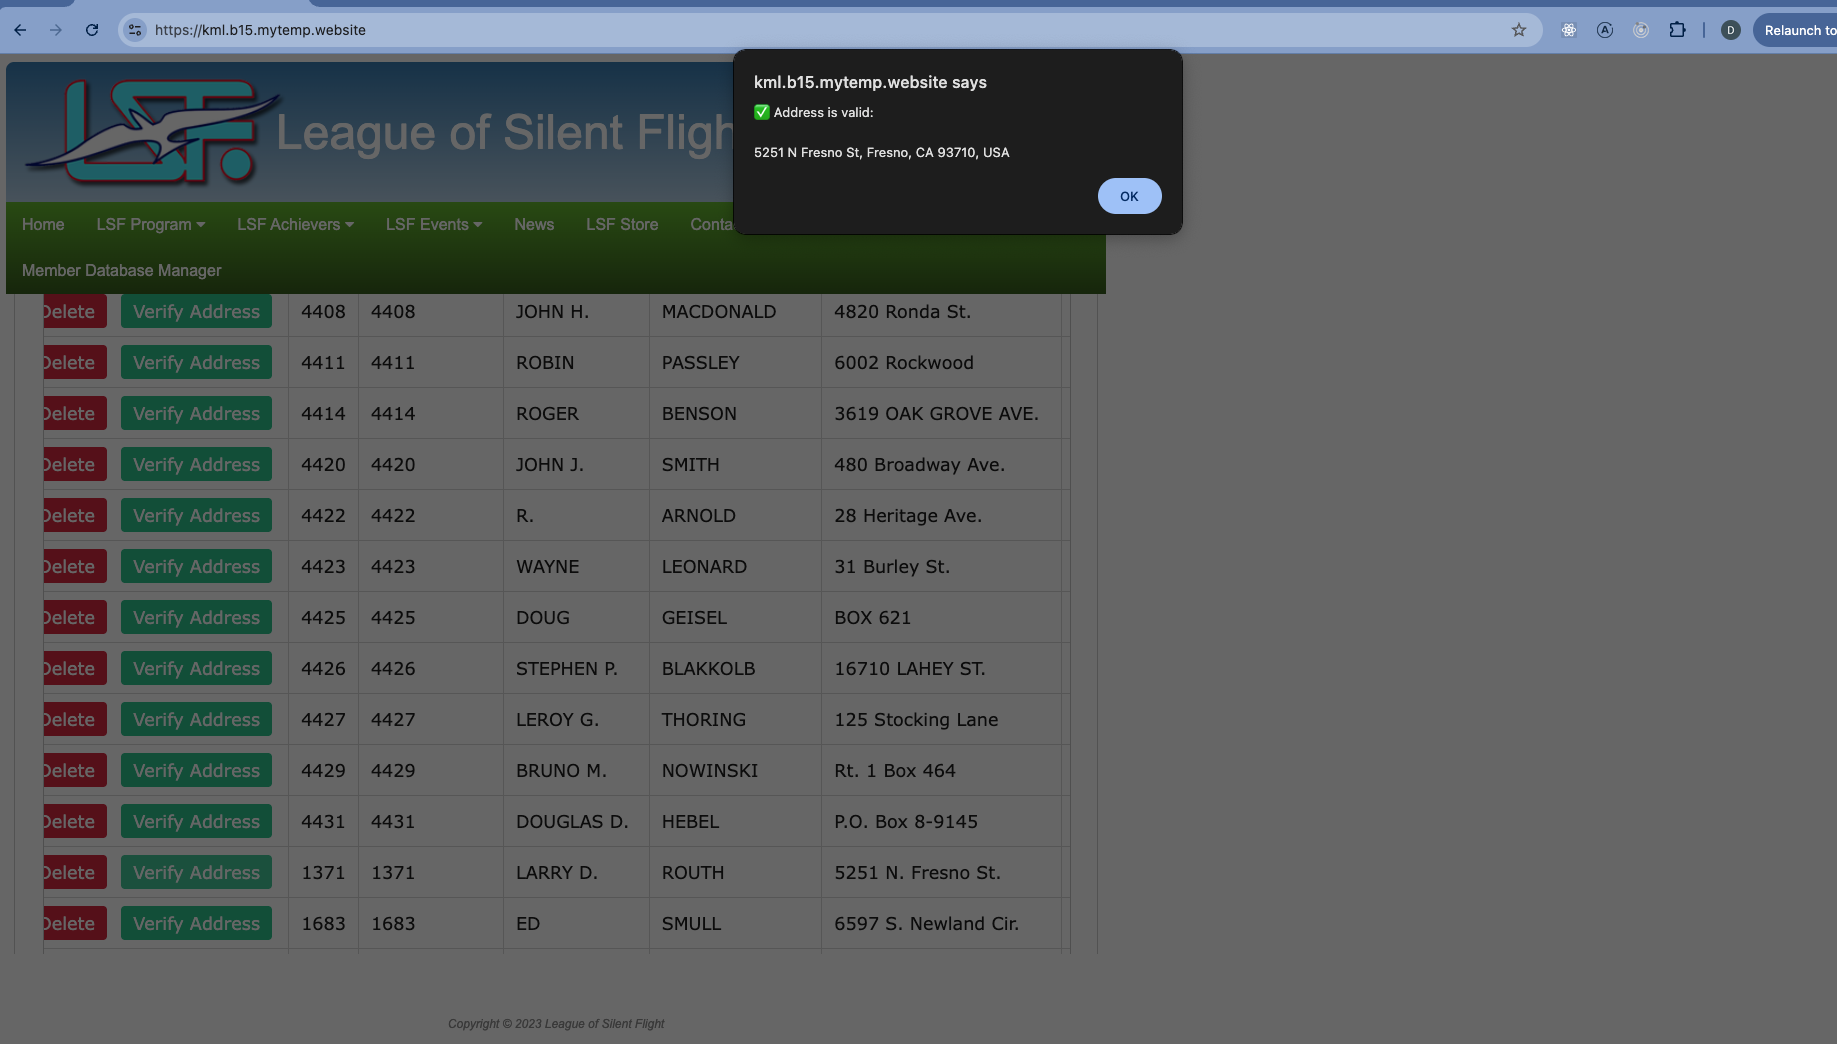 https://kml.b15.mytemp.website
D
Relaunch to
kml.b15.mytemp.website says
✅ Address is valid:
5251 N Fresno St, Fresno, CA 93710, USA
OK
LSF. League of Silent Fligh
Home LSF Program LSF Achievers LSF Events News LSF Store Conta
Member Database Manager
Delete Verify Address 4408 4408 JOHN H. MACDONALD 4820 Ronda St.
Delete Verify Address 4411 4411 ROBIN PASSLEY 6002 Rockwood
Delete Verify Address 4414 4414 ROGER BENSON 3619 OAK GROVE AVE.
Delete Verify Address 4420 4420 JOHN J. SMITH 480 Broadway Ave.
Delete Verify Address 4422 4422 R. ARNOLD 28 Heritage Ave.
Delete Verify Address 4423 4423 WAYNE LEONARD 31 Burley St.
Delete Verify Address 4425 4425 DOUG GEISEL BOX 621
Delete Verify Address 4426 4426 STEPHEN P. BLAKKOLB 16710 LAHEY ST.
Delete Verify Address 4427 4427 LEROY G. THORING 125 Stocking Lane
Delete Verify Address 4429 4429 BRUNO M. NOWINSKI Rt. 1 Box 464
Delete Verify Address 4431 4431 DOUGLAS D. HEBEL P.O. Box 8-9145
Delete Verify Address 1371 1371 LARRY D. ROUTH 5251 N. Fresno St.
Delete Verify Address 1683 1683 ED SMULL 6597 S. Newland Cir.
Copyright © 2023 League of Silent Flight